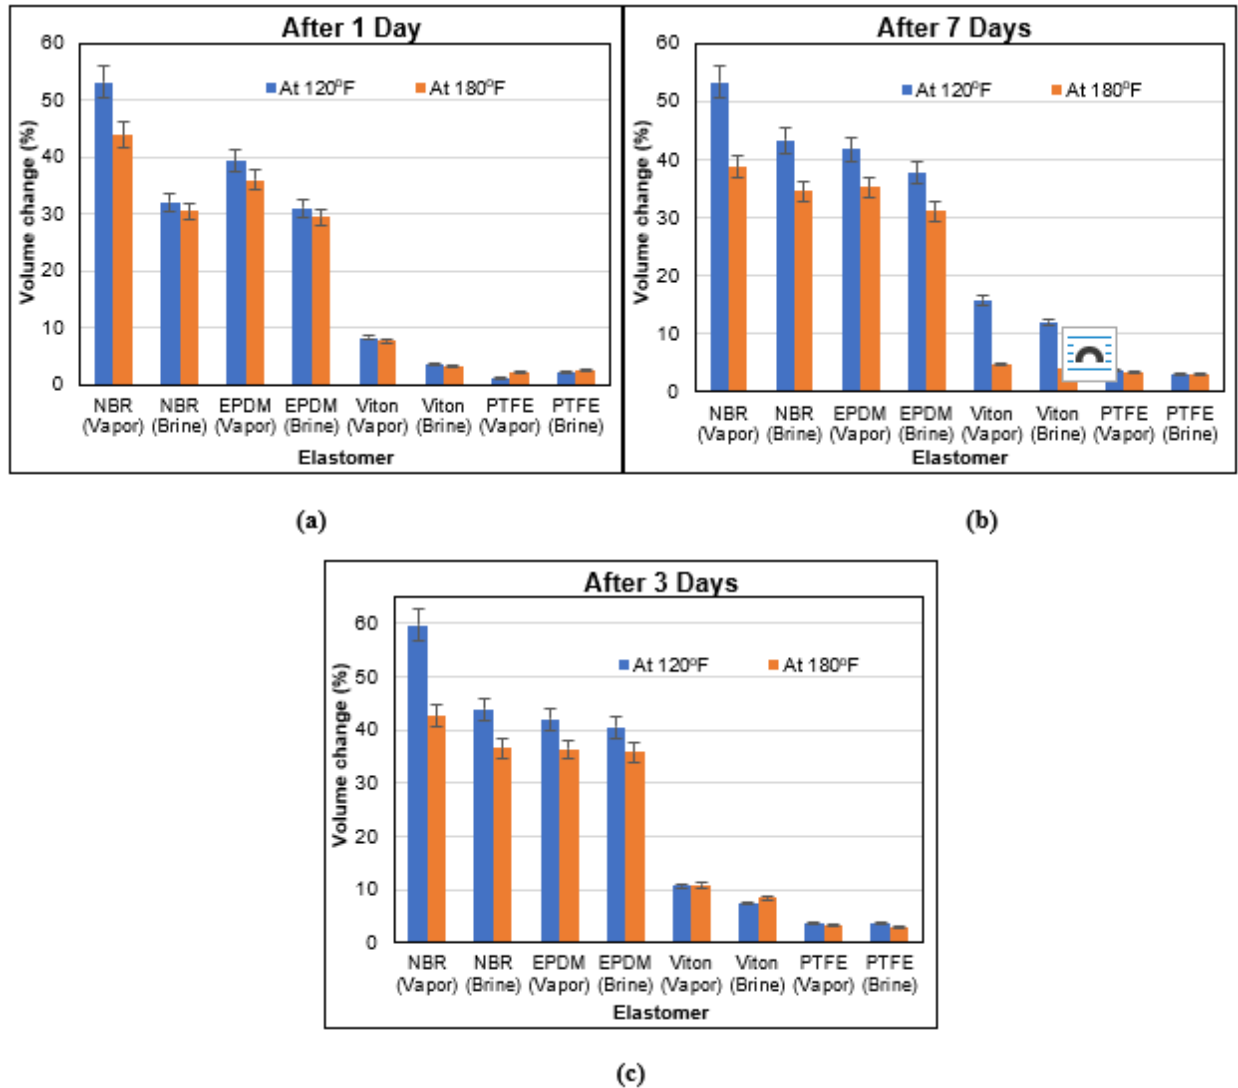 After 1 Day
60
50
40
30
20
10
0
Volume change (%)
At 120⁰F
At 180⁰F
NBR (Vapor)
NBR (Brine)
EPDM (Vapor)
EPDM (Brine)
Viton (Vapor)
Viton (Brine)
PTFE (Vapor)
PTFE (Brine)
Elastomer
(a)
After 7 Days
60
50
40
30
20
10
0
Volume change (%)
At 120⁰F
At 180⁰F
NBR (Vapor)
NBR (Brine)
EPDM (Vapor)
EPDM (Brine)
Viton (Vapor)
Viton (Brine)
PTFE (Vapor)
PTFE (Brine)
Elastomer
(b)
After 3 Days
60
50
40
30
20
10
0
Volume change (%)
At 120⁰F
At 180⁰F
NBR (Vapor)
NBR (Brine)
EPDM (Vapor)
EPDM (Brine)
Viton (Vapor)
Viton (Brine)
PTFE (Vapor)
PTFE (Brine)
Elastomer
(c)